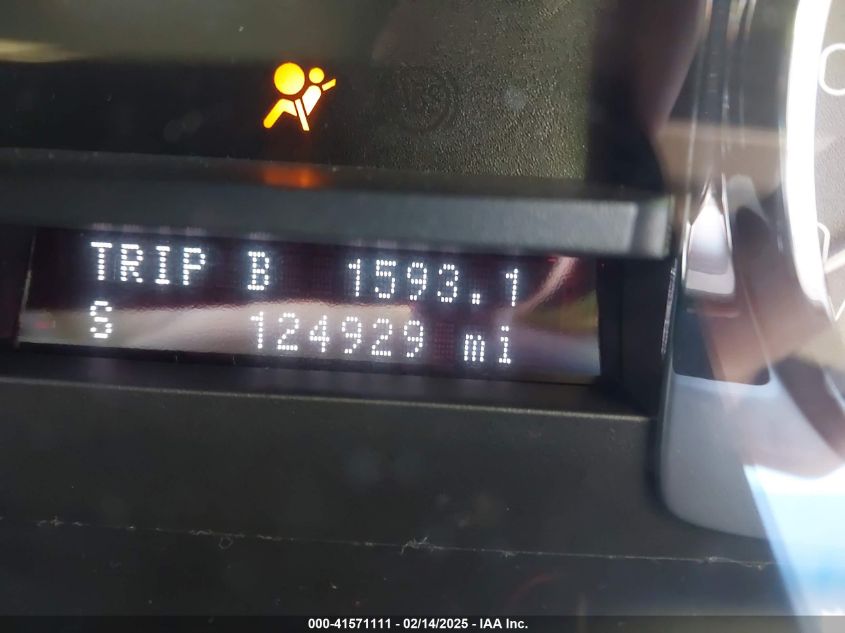 TRIP B 1593.1
S 124929 mi
000-41571111 - 02/14/2025 - IAA Inc.